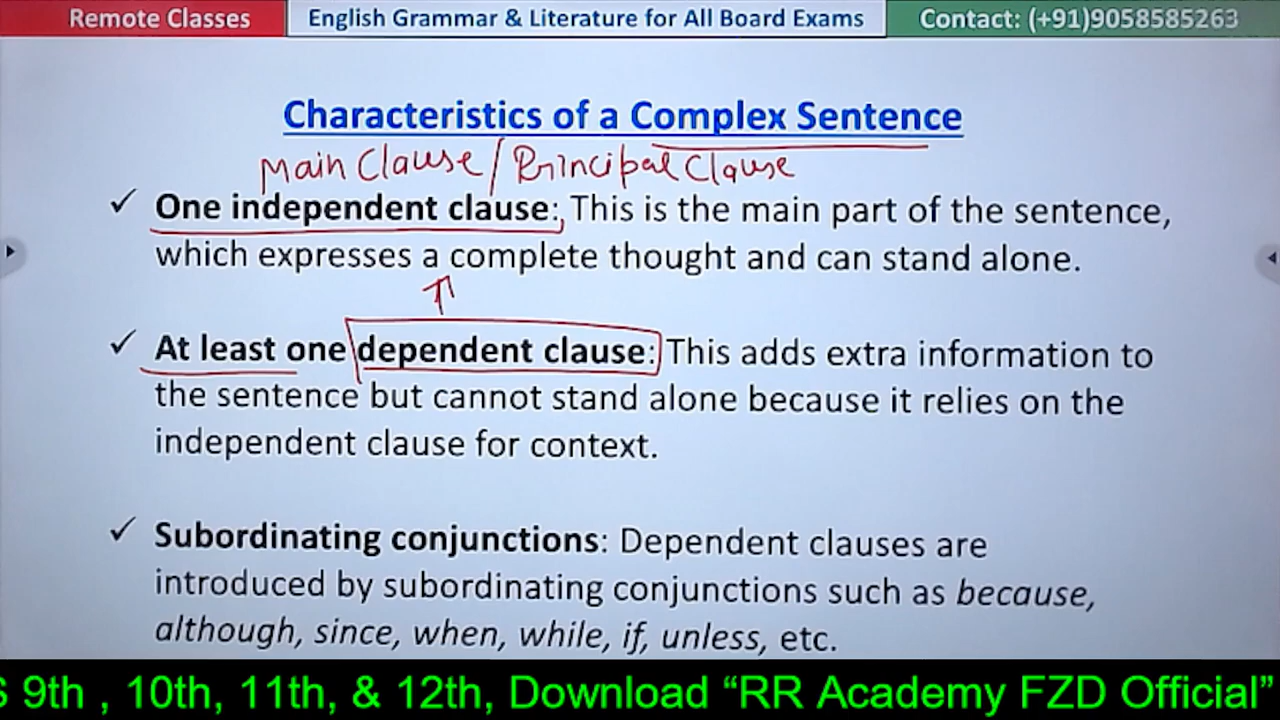 Remote Classes
English Grammar & Literature for All Board Exams
Contact: (+91)9058585263
Characteristics of a Complex Sentence
Main Clause / Principal Clause
✓ One independent clause: This is the main part of the sentence,
which expresses a complete thought and can stand alone.
✓ At least one dependent clause: This adds extra information to
the sentence but cannot stand alone because it relies on the
independent clause for context.
✓ Subordinating conjunctions: Dependent clauses are
introduced by subordinating conjunctions such as because,
although, since, when, while, if, unless, etc.
S 9th , 10th, 11th, & 12th, Download “RR Academy FZD Official”